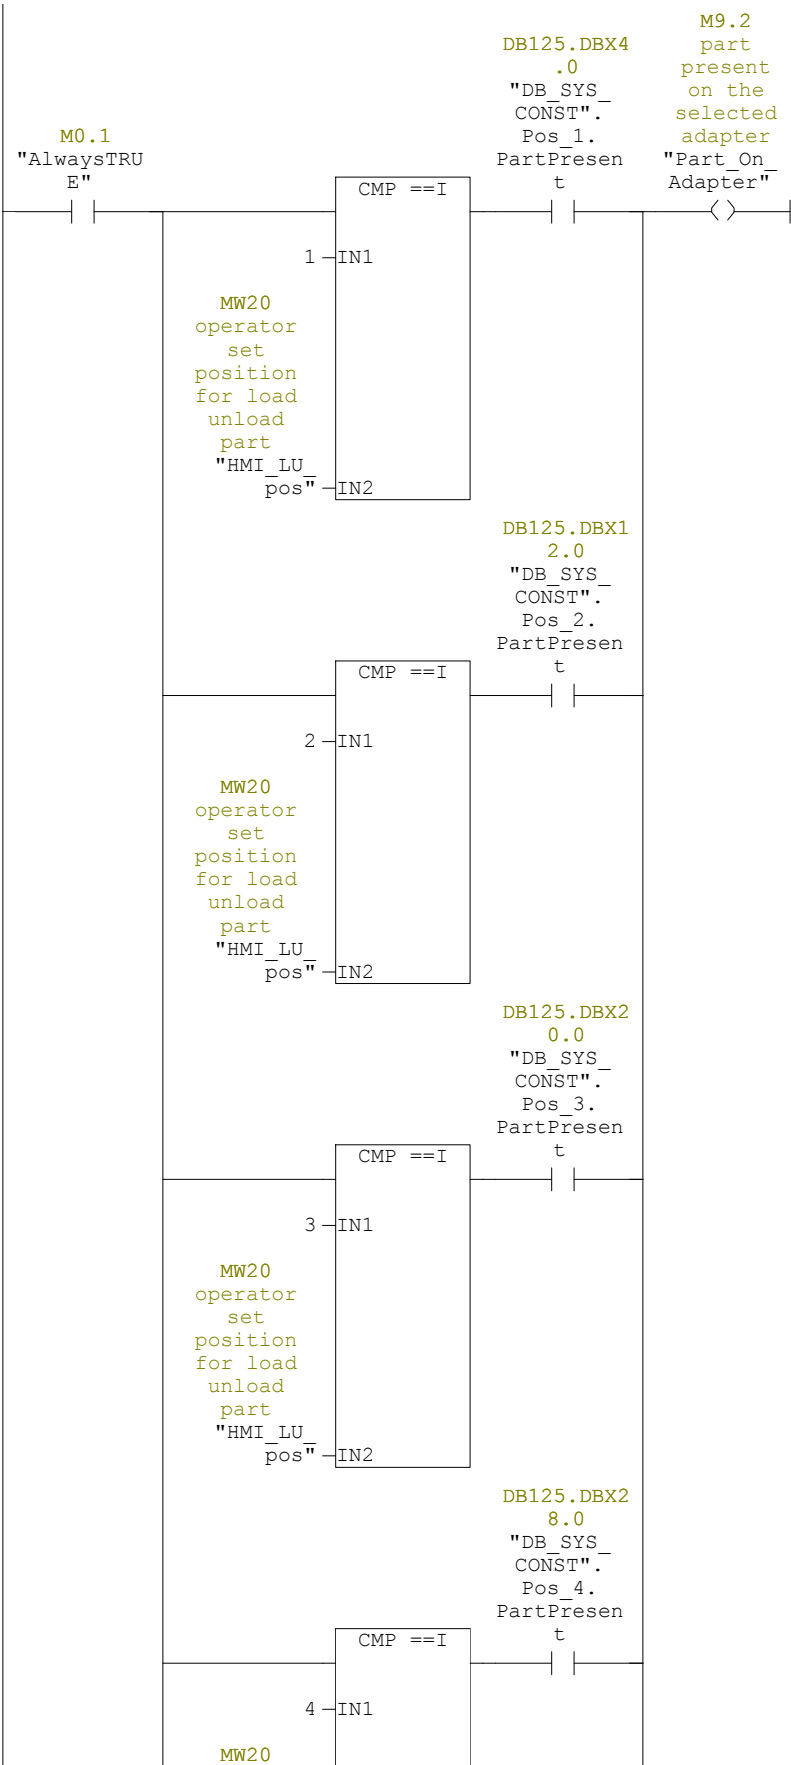 M9.2
part
present
on the
selected
adapter
"Part_On_
Adapter"
DB125.DBX4
.0
"DB_SYS_
CONST".
Pos_1.
PartPresen
t
M0.1
"AlwaysTRU
E"
CMP ==I
1
IN1
MW20
operator
set
position
for load
unload
part
"HMI_LU_
pos"
IN2
DB125.DBX1
2.0
"DB_SYS_
CONST".
Pos_2.
PartPresen
t
CMP ==I
2
IN1
MW20
operator
set
position
for load
unload
part
"HMI_LU_
pos"
IN2
DB125.DBX2
0.0
"DB_SYS_
CONST".
Pos_3.
PartPresen
t
CMP ==I
3
IN1
MW20
operator
set
position
for load
unload
part
"HMI_LU_
pos"
IN2
DB125.DBX2
8.0
"DB_SYS_
CONST".
Pos_4.
PartPresen
t
CMP ==I
4
IN1
MW20